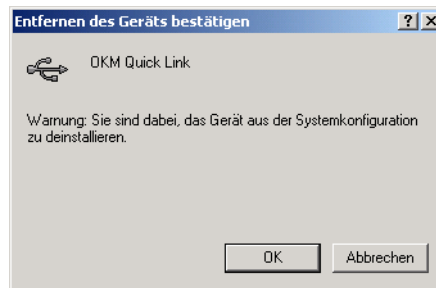 Entfernen des Geräts bestätigen
OKM Quick Link
Warnung: Sie sind dabei, das Gerät aus der Systemkonfiguration
zu deinstallieren.
OK
Abbrechen